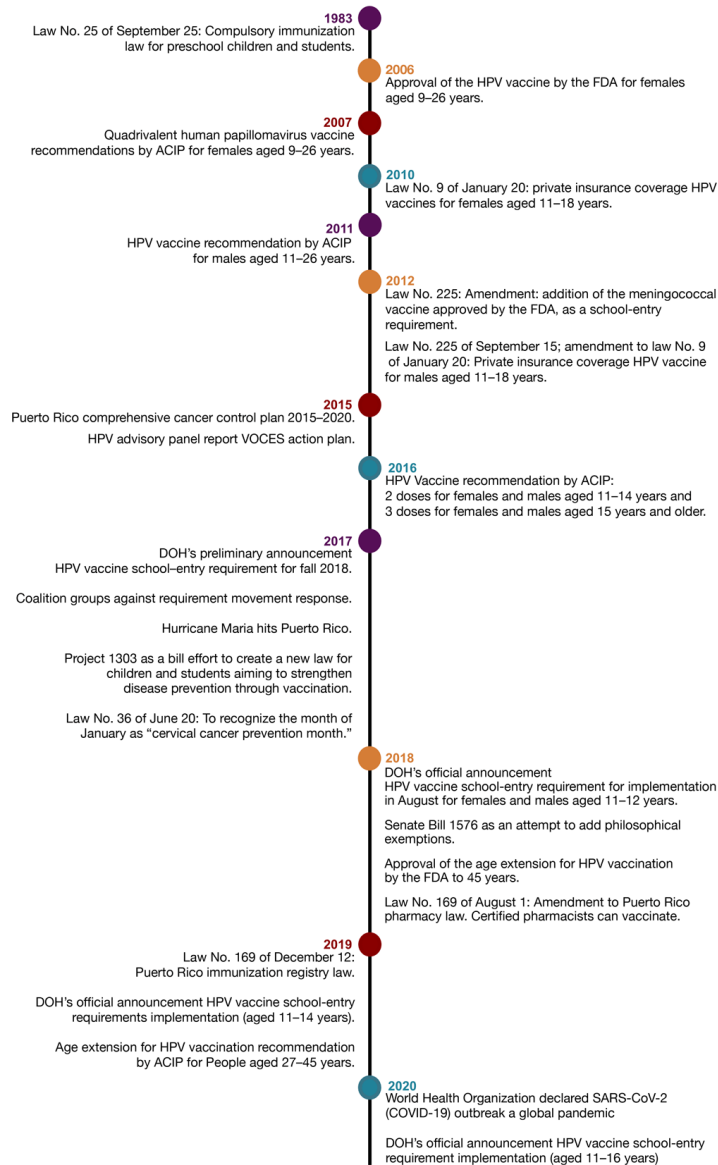 1983
Law No. 25 of September 25: Compulsory immunization
law for preschool children and students.
2006
Approval of the HPV vaccine by the FDA for females
aged 9–26 years.
2007
Quadrivalent human papillomavirus vaccine
recommendations by ACIP for females aged 9–26 years.
2010
Law No. 9 of January 20: private insurance coverage HPV
vaccines for females aged 11–18 years.
2011
HPV vaccine recommendation by ACIP
for males aged 11–26 years.
2012
Law No. 225: Amendment: addition of the meningococcal
vaccine approved by the FDA, as a school-entry
requirement.
Law No. 225 of September 15; amendment to law No. 9
of January 20: Private insurance coverage HPV vaccine
for males aged 11–18 years.
2015
Puerto Rico comprehensive cancer control plan 2015–2020.
HPV advisory panel report VOCES action plan.
2016
HPV Vaccine recommendation by ACIP:
2 doses for females and males aged 11–14 years and
3 doses for females and males aged 15 years and older.
2017
DOH’s preliminary announcement
HPV vaccine school–entry requirement for fall 2018.
Coalition groups against requirement movement response.
Hurricane Maria hits Puerto Rico.
Project 1303 as a bill effort to create a new law for
children and students aiming to strengthen
disease prevention through vaccination.
Law No. 36 of June 20: To recognize the month of
January as “cervical cancer prevention month.”
2018
DOH’s official announcement
HPV vaccine school-entry requirement for implementation
in August for females and males aged 11–12 years.
Senate Bill 1576 as an attempt to add philosophical
exemptions.
Approval of the age extension for HPV vaccination
by the FDA to 45 years.
Law No. 169 of August 1: Amendment to Puerto Rico
pharmacy law. Certified pharmacists can vaccinate.
2019
Law No. 169 of December 12:
Puerto Rico immunization registry law.
DOH’s official announcement HPV vaccine school-entry
requirements implementation (aged 11–14 years).
Age extension for HPV vaccination recommendation
by ACIP for People aged 27–45 years.
2020
World Health Organization declared SARS-CoV-2
(COVID-19) outbreak a global pandemic
DOH’s official announcement HPV vaccine school-entry
requirement implementation (aged 11–16 years)